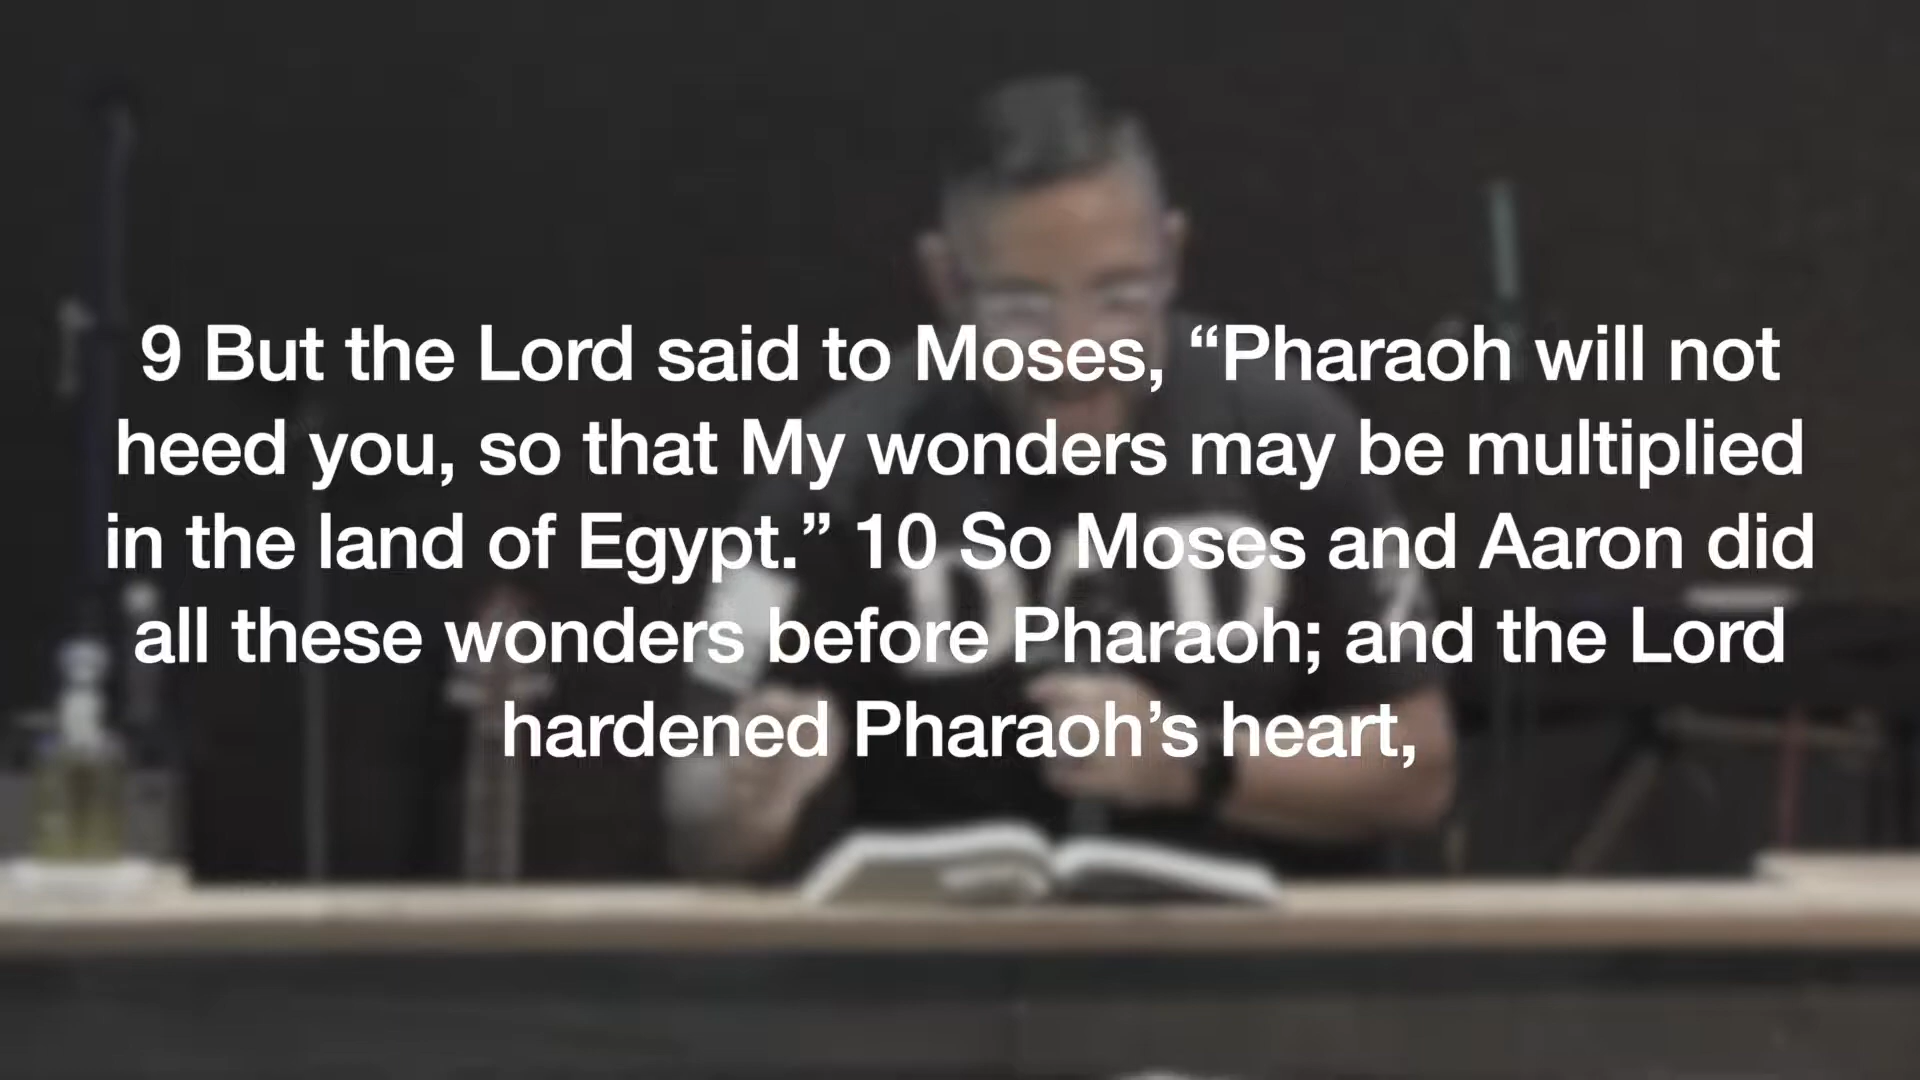 9 But the Lord said to Moses, “Pharaoh will not
heed you, so that My wonders may be multiplied
in the land of Egypt.” 10 So Moses and Aaron did
all these wonders before Pharaoh; and the Lord
hardened Pharaoh’s heart,